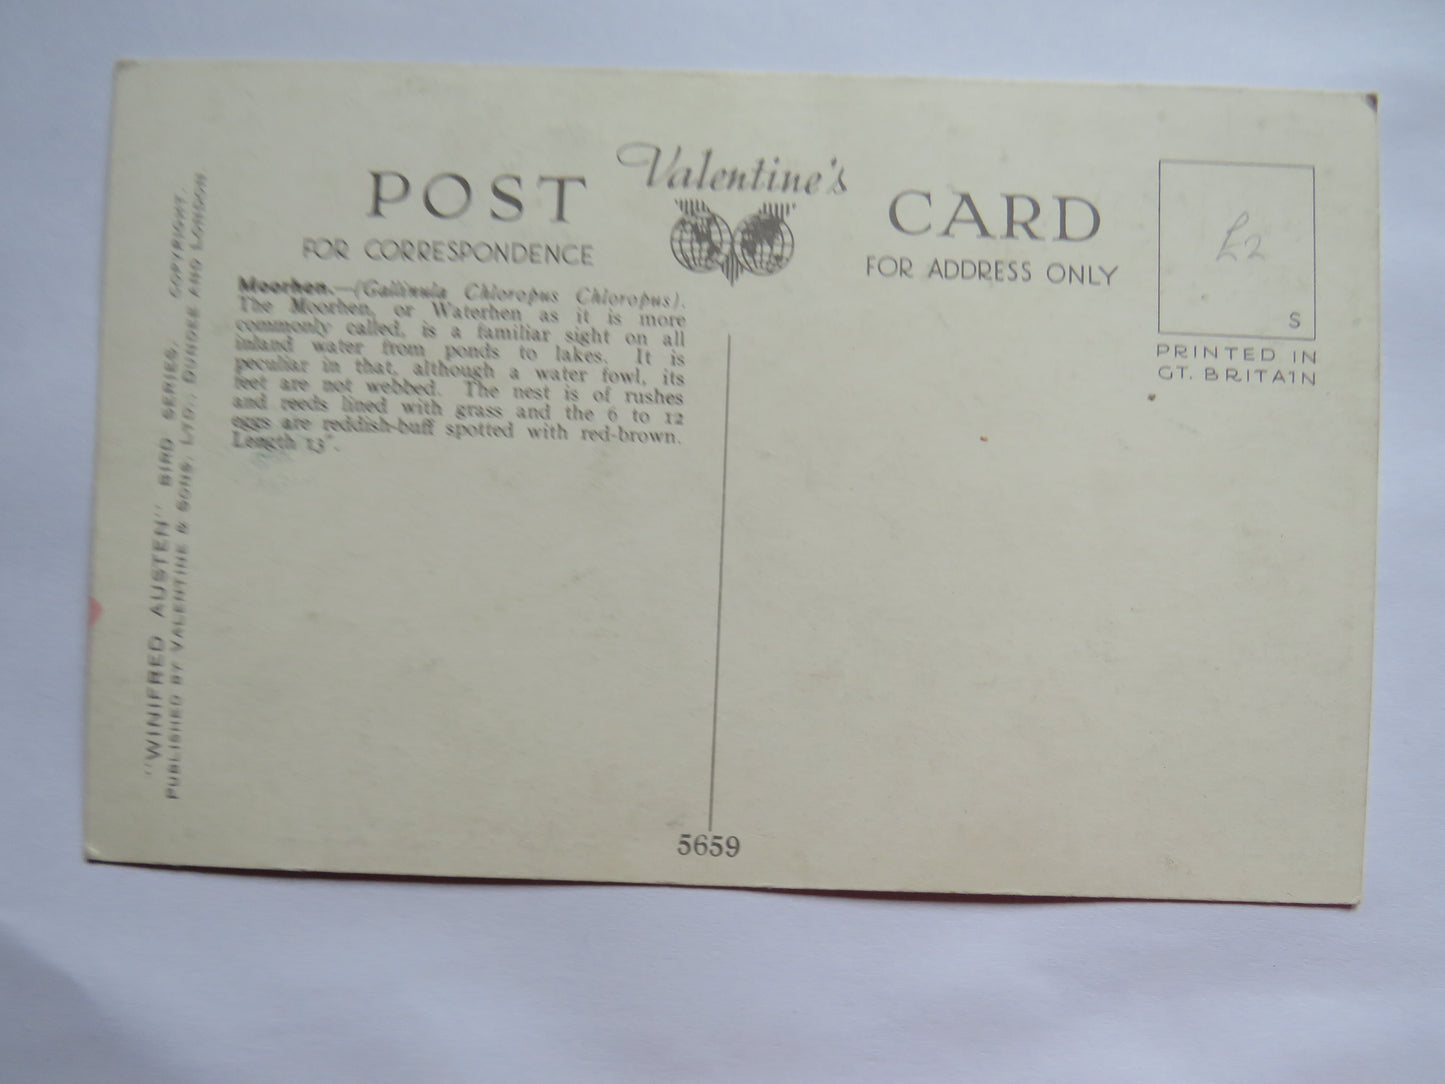 Valentine's
POST CARD
FOR CORRESPONDENCE
FOR ADDRESS ONLY
Moorhen.—(Gallinula Chloropus Chloropus).
The Moorhen, or Waterhen as it is more
commonly called, is a familiar sight on all
inland water from ponds to lakes. It is
peculiar in that, although a water fowl, its
feet are not webbed. The nest is of rushes
and reeds lined with grass and the 6 to 12
eggs are reddish-buff spotted with red-brown.
Length 13".
£2
S
PRINTED IN
GT. BRITAIN
"WINIFRED AUSTEN" BIRD SERIES. COPYRIGHT.
PUBLISHED BY VALENTINE & SONS, LTD., DUNDEE AND LONDON.
5659